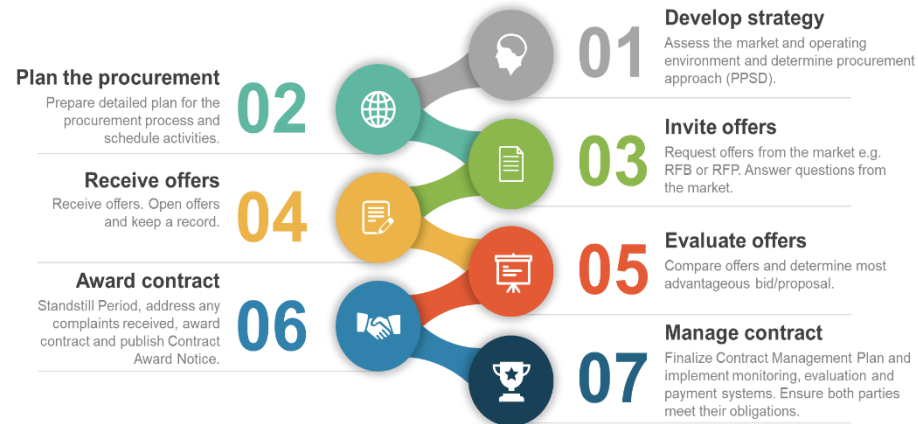 01
Develop strategy
Assess the market and operating
environment and determine procurement
approach (PPSD).
Plan the procurement
02
Prepare detailed plan for the
procurement process and
schedule activities.
03
Invite offers
Request offers from the market e.g.
RFB or RFP. Answer questions from
the market.
Receive offers
04
Receive offers. Open offers
and keep a record.
05
Evaluate offers
Compare offers and determine most
advantageous bid/proposal.
Award contract
06
Standstill Period, address any
complaints received, award
contract and publish Contract
Award Notice.
07
Manage contract
Finalize Contract Management Plan and
implement monitoring, evaluation and
payment systems. Ensure both parties
meet their obligations.